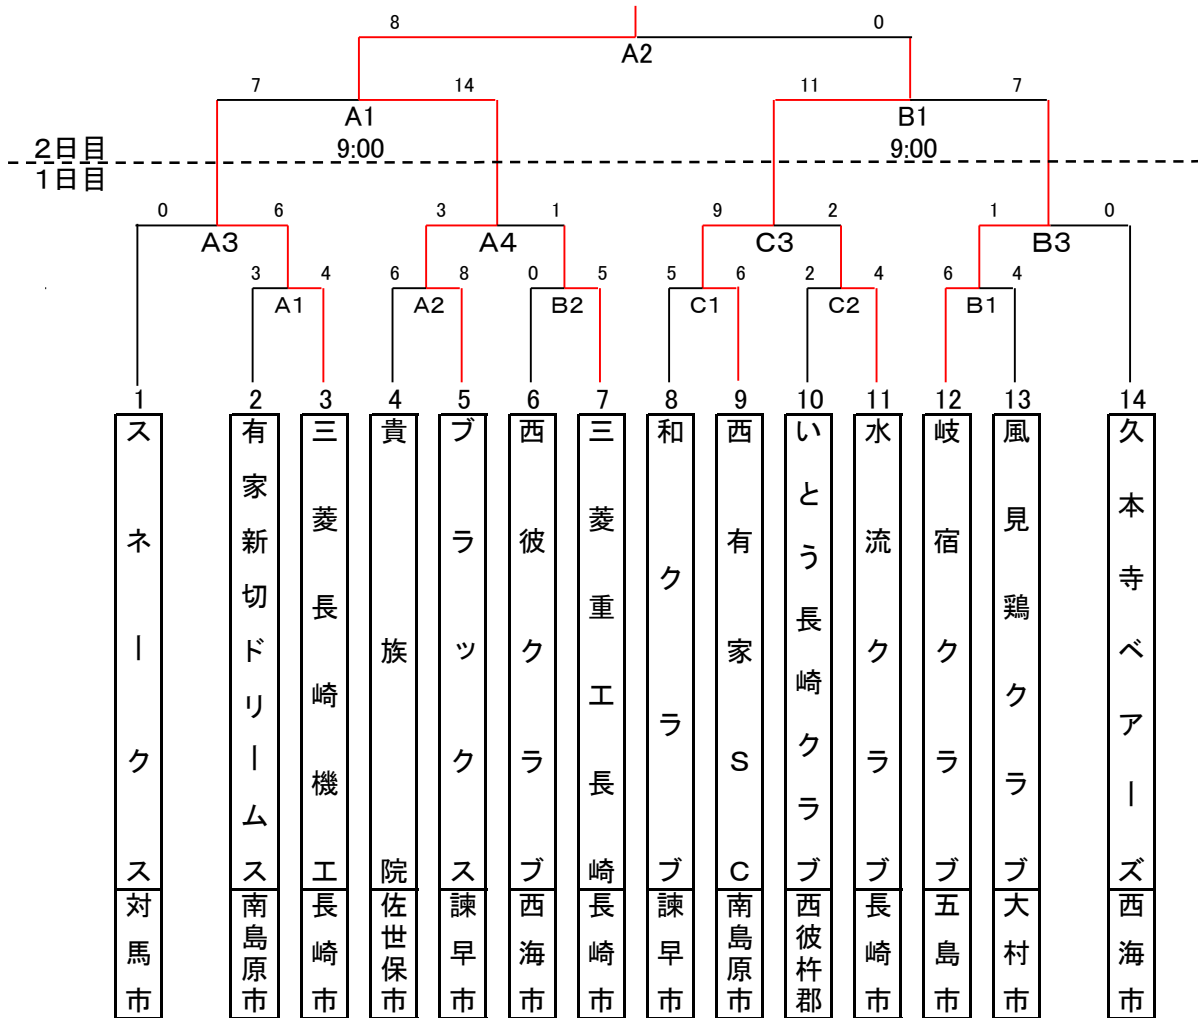 8 0
A2
7 14 11 7
A1 B1
2日目 9:00 9:00
1日目
0 6 3 1 9 2 1 0
A3 A4 C3 B3
3 4 6 8 0 5 5 6 2 4 6 4
A1 A2 B2 C1 C2 B1
1 2 3 4 5 6 7 8 9 10 11 12 13 14
スネークス
有家新切ドリームス
三菱長崎機工
貴族院
ブラックス
西彼クラブ
三菱重工長崎
和クラブ
西有家SC
いとう長崎クラブ
水流クラブ
岐宿クラブ
風見鶏クラブ
久本寺ベアーズ
対馬市
南島原市
長崎市
佐世保市
諫早市
西海市
長崎市
諫早市
南島原市
西彼杵郡
長崎市
五島市
大村市
西海市